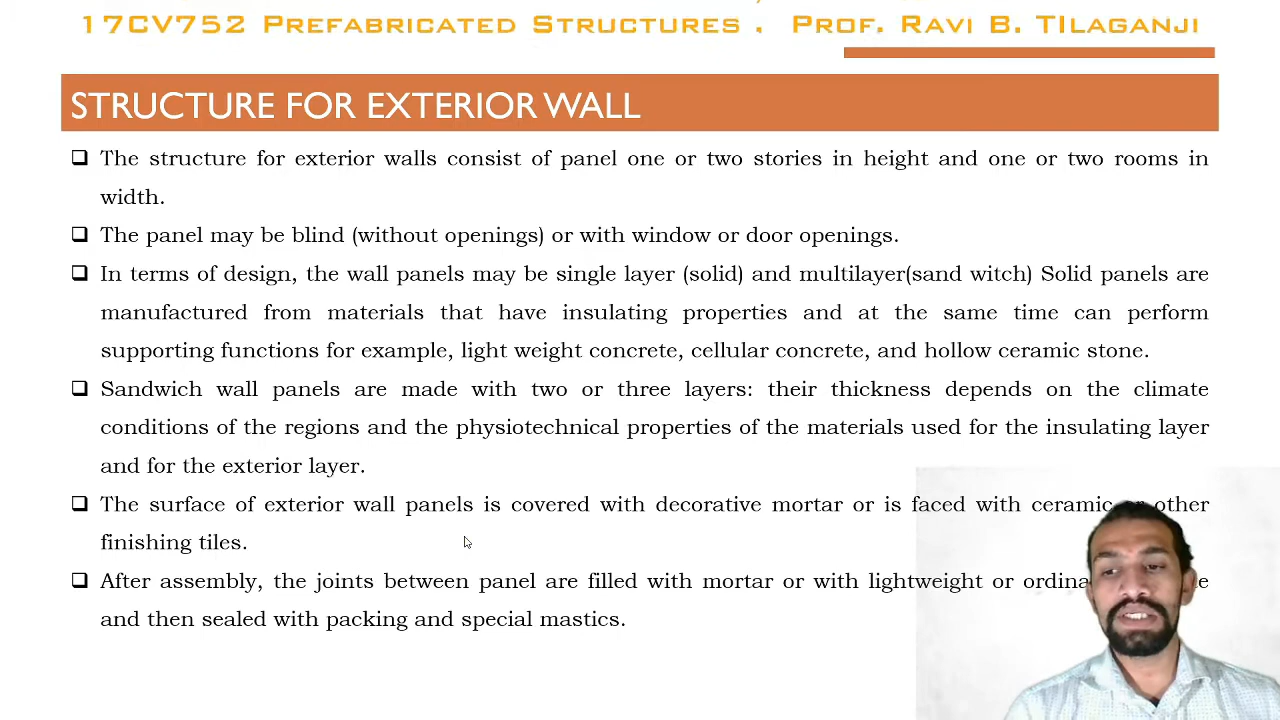 17CV752 PREFABRICATED STRUCTURES . PROF. RAVI B. TILAGANJI
STRUCTURE FOR EXTERIOR WALL
❑ The structure for exterior walls consist of panel one or two stories in height and one or two rooms in
width.
❑ The panel may be blind (without openings) or with window or door openings.
❑ In terms of design, the wall panels may be single layer (solid) and multilayer(sand witch) Solid panels are
manufactured from materials that have insulating properties and at the same time can perform
supporting functions for example, light weight concrete, cellular concrete, and hollow ceramic stone.
❑ Sandwich wall panels are made with two or three layers: their thickness depends on the climate
conditions of the regions and the physiotechnical properties of the materials used for the insulating layer
and for the exterior layer.
❑ The surface of exterior wall panels is covered with decorative mortar or is faced with ceramic or other
finishing tiles.
❑ After assembly, the joints between panel are filled with mortar or with lightweight or
and then sealed with packing and special mastics.